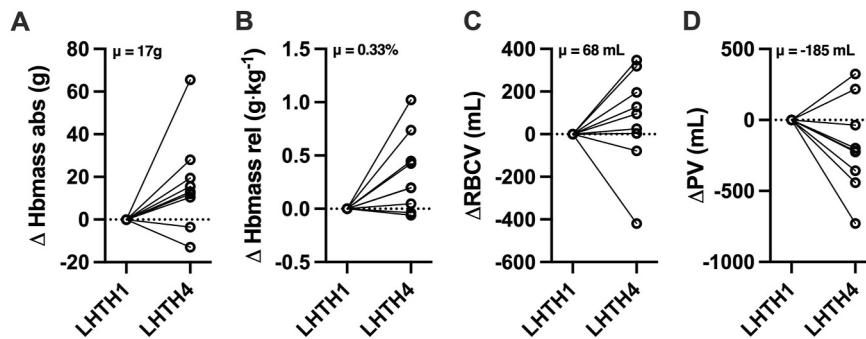 A
Δ Hbmass abs (g)
80
60
40
20
0
-20
μ = 17g
LHTH1
LHTH4
B
Δ Hbmass rel (g·kg⁻¹)
1.5
1.0
0.5
0.0
-0.5
μ = 0.33%
LHTH1
LHTH4
C
ΔRBCV (mL)
400
200
0
-200
-400
-600
μ = 68 mL
LHTH1
LHTH4
D
ΔPV (mL)
500
0
-500
-1000
μ = -185 mL
LHTH1
LHTH4